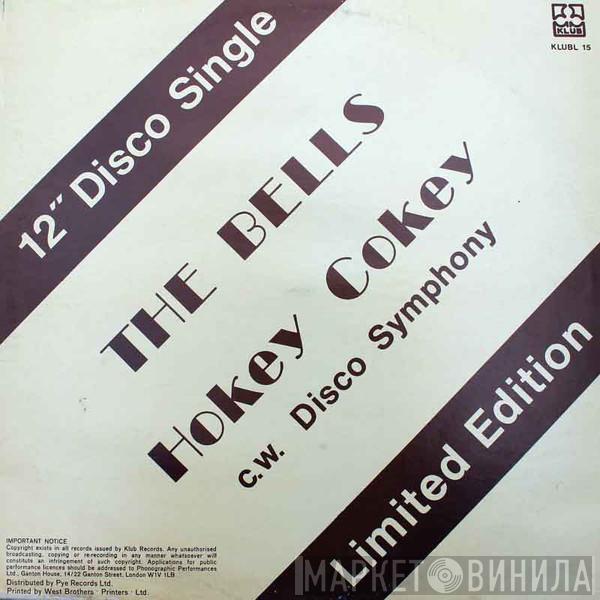 KLUB
KLUBL 15
12" Disco Single
THE BELLS
HOKEY COKEY
C.W. Disco Symphony
Limited Edition
IMPORTANT NOTICE
Copyright exists in all records issued by Klub Records. Any unauthorised
broadcasting, copying or re-recording in any manner whatsoever will
constitute an infringement of such copyright. Applications for public
performance licences should be addressed to Phonographic Performances
Ltd., Ganton House, 14/22 Ganton Street, London W1V 1LB
Distributed by Pye Records Ltd.
Printed by West Brothers · Printers · Ltd.
МАРКЕТ ВИНИЛА